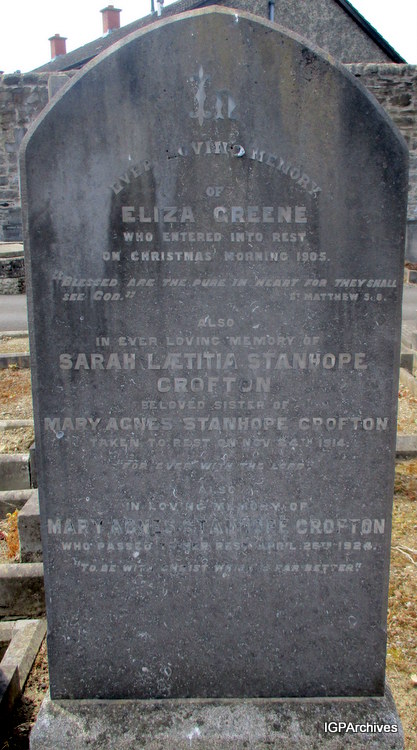 IN
EVER LOVING MEMORY
OF
ELIZA GREENE
WHO ENTERED INTO REST
ON CHRISTMAS MORNING 1905.
"BLESSED ARE THE PURE IN HEART FOR THEY SHALL
SEE GOD." ST MATTHEW 5.8.
ALSO
IN EVER LOVING MEMORY OF
SARAH LÆTITIA STANHOPE
CROFTON
BELOVED SISTER OF
MARY AGNES STANHOPE CROFTON
TAKEN TO REST ON NOV 24TH 1914.
"FOR EVER WITH THE LORD"
ALSO
IN LOVING MEMORY OF
MARY AGNES STANHOPE CROFTON
WHO PASSED TO HER REST APRIL 25TH 1926.
"TO BE WITH CHRIST WHICH IS FAR BETTER".
IGPArchives